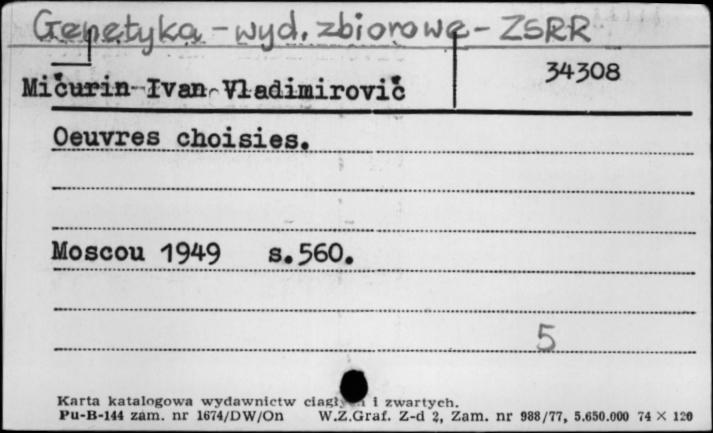 Genetyka - wyd. zbiorowe - ZSRR
34308
Mičurin Ivan Vladimirovič
Oeuvres choisies.
Moscou 1949 s.560.
5
Karta katalogowa wydawnictw i zwartych.
Pu-B-144 zam. nr 1674/DW/On W.Z.Graf. Z-d 2, Zam. nr 988/77, 5.650.000 74 × 120